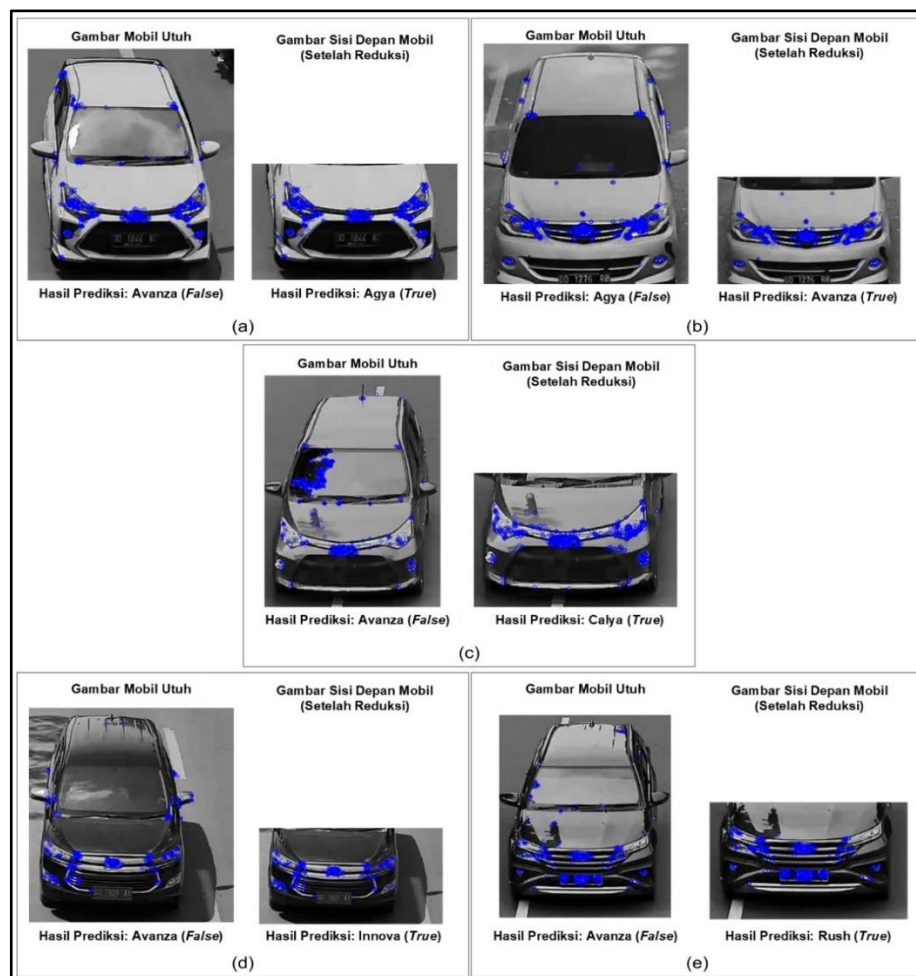 Gambar Mobil Utuh
Gambar Sisi Depan Mobil
(Setelah Reduksi)
Hasil Prediksi: Avanza (False)
Hasil Prediksi: Agya (True)
(a)
Gambar Mobil Utuh
Gambar Sisi Depan Mobil
(Setelah Reduksi)
DD 1276
DD 1276
Hasil Prediksi: Agya (False)
Hasil Prediksi: Avanza (True)
(b)
Gambar Mobil Utuh
Gambar Sisi Depan Mobil
(Setelah Reduksi)
Hasil Prediksi: Avanza (False)
Hasil Prediksi: Calya (True)
(c)
Gambar Mobil Utuh
Gambar Sisi Depan Mobil
(Setelah Reduksi)
Hasil Prediksi: Avanza (False)
Hasil Prediksi: Innova (True)
(d)
Gambar Mobil Utuh
Gambar Sisi Depan Mobil
(Setelah Reduksi)
Hasil Prediksi: Avanza (False)
Hasil Prediksi: Rush (True)
(e)